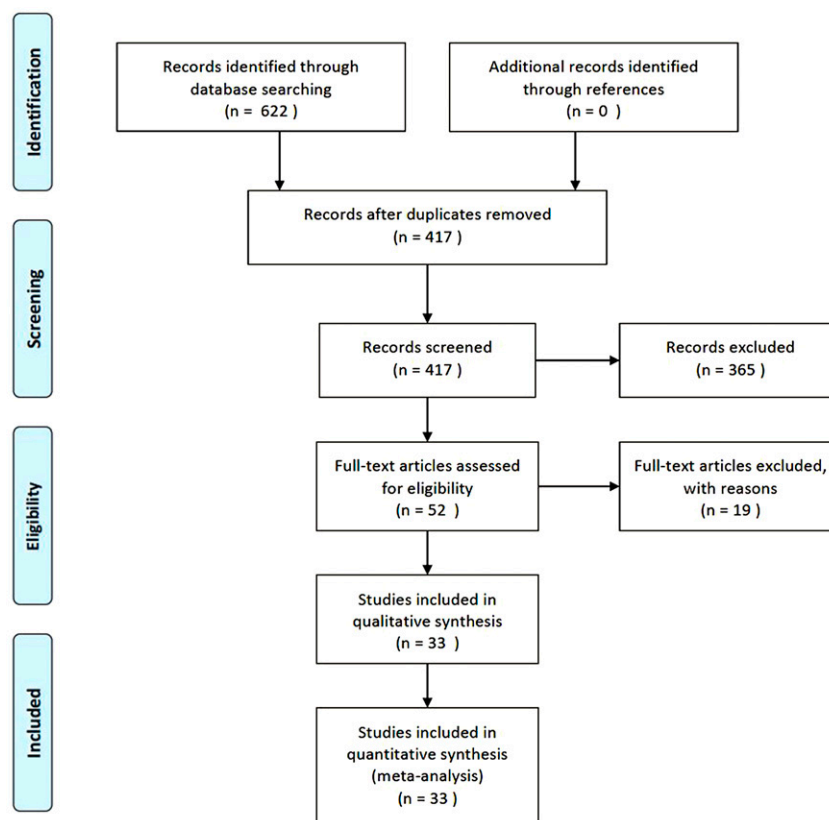 Identification
Records identified through
database searching
(n = 622 )
Additional records identified
through references
(n = 0 )
Records after duplicates removed
(n = 417 )
Screening
Records screened
(n = 417 )
Records excluded
(n = 365 )
Eligibility
Full-text articles assessed
for eligibility
(n = 52 )
Full-text articles excluded,
with reasons
(n = 19 )
Studies included in
qualitative synthesis
(n = 33 )
Included
Studies included in
quantitative synthesis
(meta-analysis)
(n = 33 )